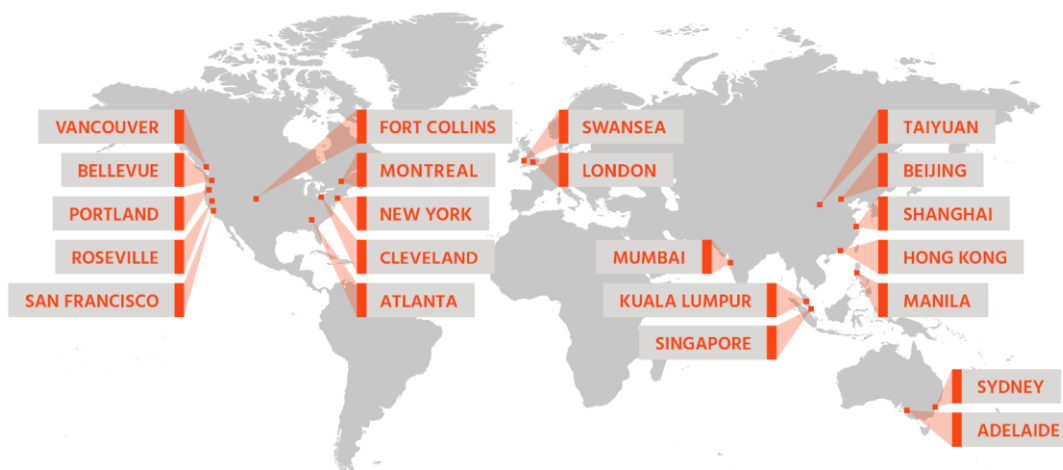 VANCOUVER
BELLEVUE
PORTLAND
ROSEVILLE
SAN FRANCISCO
FORT COLLINS
MONTREAL
NEW YORK
CLEVELAND
ATLANTA
SWANSEA
LONDON
MUMBAI
KUALA LUMPUR
SINGAPORE
TAIYUAN
BEIJING
SHANGHAI
HONG KONG
MANILA
SYDNEY
ADELAIDE